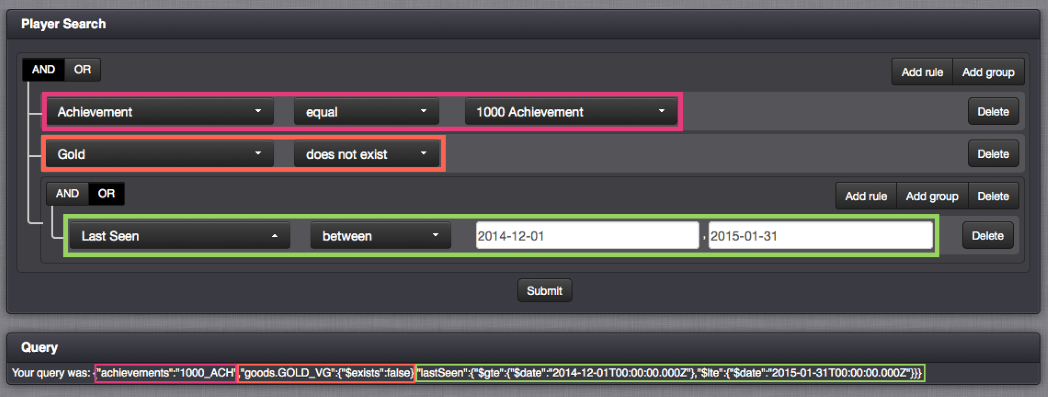 Player Search
AND OR Add rule Add group
Achievement equal 1000 Achievement Delete
Gold does not exist Delete
AND OR Add rule Add group Delete
Last Seen between 2014-12-01 , 2015-01-31 Delete
Submit
Query
Your query was: {"achievements":"1000_ACH","goods.GOLD_VG":{"$exists":false},"lastSeen":{"$gte":{"$date":"2014-12-01T00:00:00.000Z"},"$lte":{"$date":"2015-01-31T00:00:00.000Z"}}}